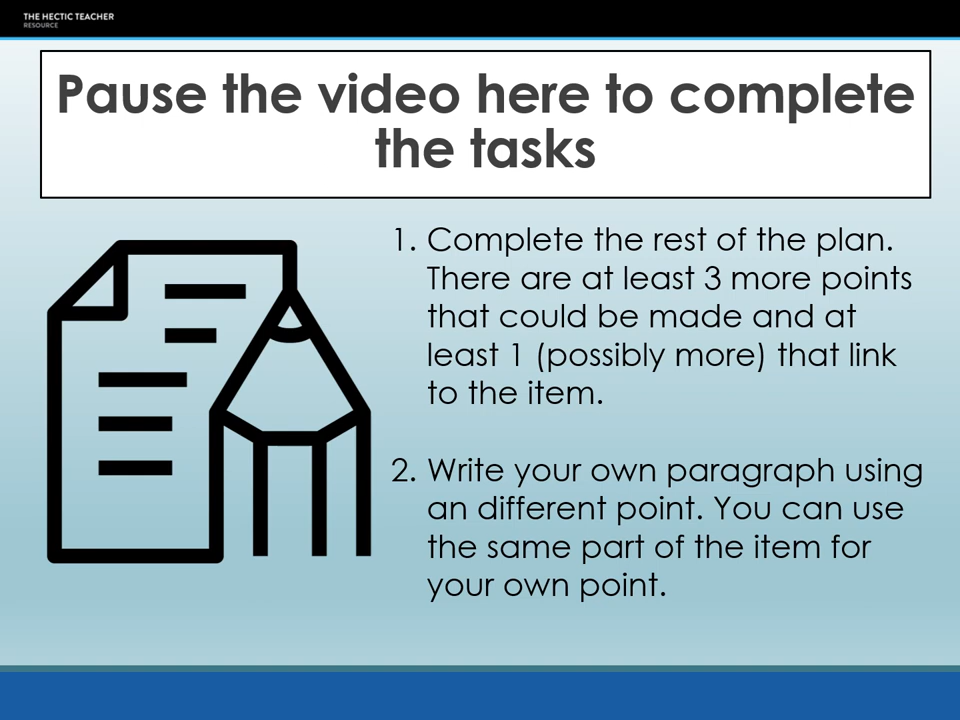 THE HECTIC TEACHER
RESOURCE
Pause the video here to complete
the tasks
1. Complete the rest of the plan.
There are at least 3 more points
that could be made and at
least 1 (possibly more) that link
to the item.
2. Write your own paragraph using
an different point. You can use
the same part of the item for
your own point.